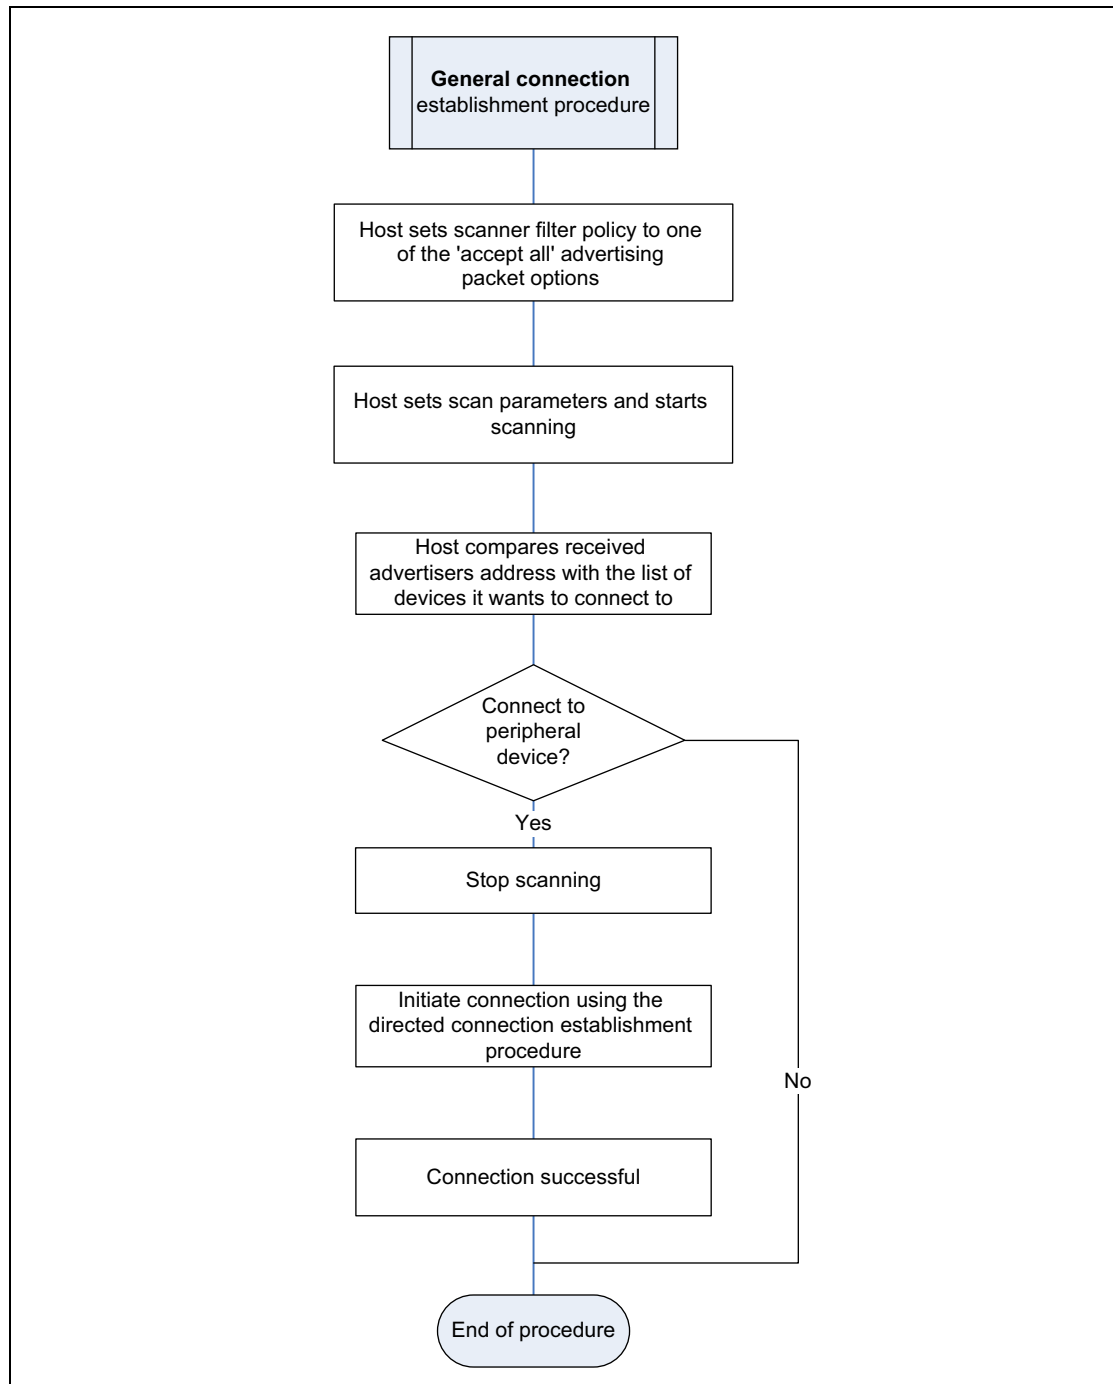 General connection
establishment procedure
Host sets scanner filter policy to one
of the 'accept all' advertising
packet options
Host sets scan parameters and starts
scanning
Host compares received
advertisers address with the list of
devices it wants to connect to
Connect to
peripheral
device?
Yes
Stop scanning
Initiate connection using the
directed connection establishment
procedure
No
Connection successful
End of procedure